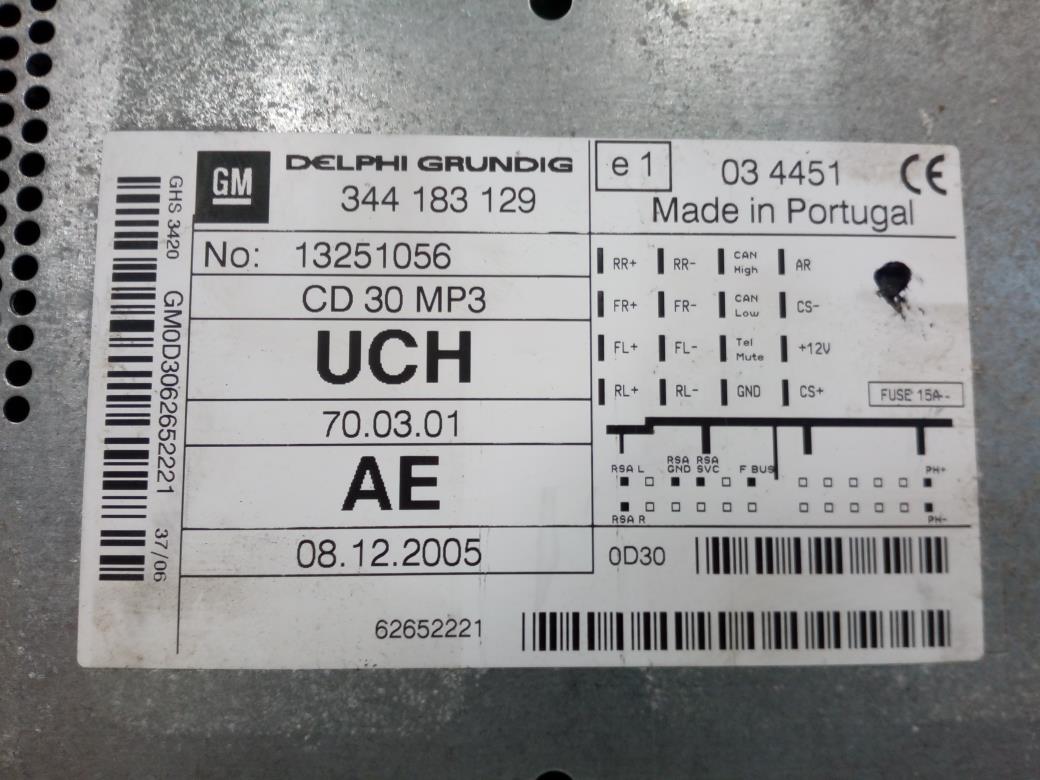 GM
DELPHI GRUNDIG
344 183 129
No: 13251056
CD 30 MP3
UCH
70.03.01
AE
08.12.2005
62652221
GHS 3420 GM0D3062652221 37/06
e 1
03 4451 CE
Made in Portugal
RR+ RR- CAN High AR
FR+ FR- CAN Low CS-
FL+ FL- Tel Mute +12V
RL+ RL- GND CS+
FUSE 15A
RSA L RSA GND RSA SVC F BUS PH+
RSA R PH-
0D30